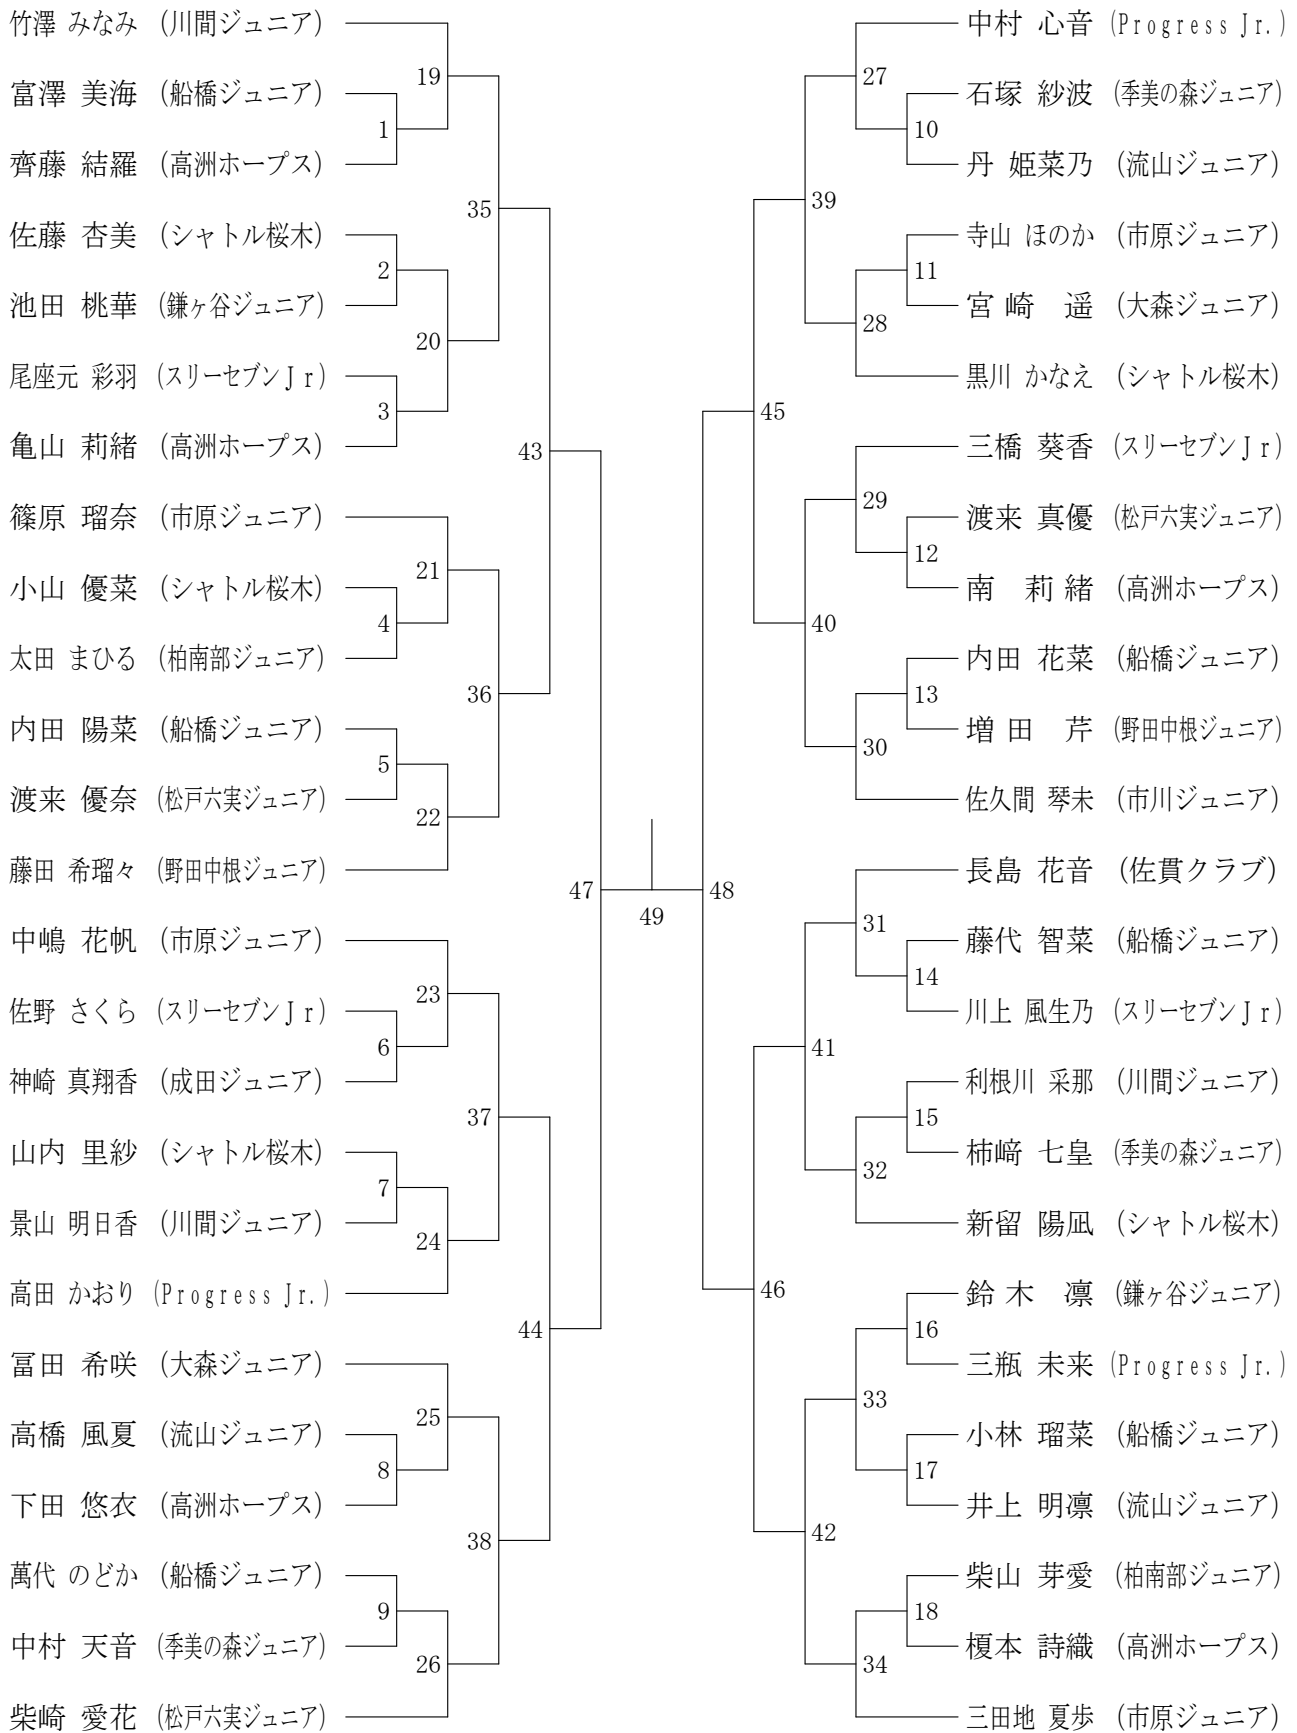 竹澤 みなみ (川間ジュニア)
富澤 美海 (船橋ジュニア)
齊藤 結羅 (高洲ホープス)
佐藤 杏美 (シャトル桜木)
池田 桃華 (鎌ヶ谷ジュニア)
尾座元 彩羽 (スリーセブンJr)
亀山 莉緒 (高洲ホープス)
篠原 瑠奈 (市原ジュニア)
小山 優菜 (シャトル桜木)
太田 まひる (柏南部ジュニア)
内田 陽菜 (船橋ジュニア)
渡来 優奈 (松戸六実ジュニア)
藤田 希瑠々 (野田中根ジュニア)
中嶋 花帆 (市原ジュニア)
佐野 さくら (スリーセブンJr)
神崎 真翔香 (成田ジュニア)
山内 里紗 (シャトル桜木)
景山 明日香 (川間ジュニア)
高田 かおり (Progress Jr.)
冨田 希咲 (大森ジュニア)
高橋 風夏 (流山ジュニア)
下田 悠衣 (高洲ホープス)
萬代 のどか (船橋ジュニア)
中村 天音 (季美の森ジュニア)
柴崎 愛花 (松戸六実ジュニア)
1
2
3
4
5
6
7
8
9
19
20
21
22
23
24
25
26
35
36
37
38
43
44
47
49
48
45
46
39
40
41
42
27
28
29
30
31
32
33
34
10
11
12
13
14
15
16
17
18
中村 心音 (Progress Jr.)
石塚 紗波 (季美の森ジュニア)
丹 姫菜乃 (流山ジュニア)
寺山 ほのか (市原ジュニア)
宮崎 遥 (大森ジュニア)
黒川 かなえ (シャトル桜木)
三橋 葵香 (スリーセブンJr)
渡来 真優 (松戸六実ジュニア)
南 莉緒 (高洲ホープス)
内田 花菜 (船橋ジュニア)
増田 芹 (野田中根ジュニア)
佐久間 琴未 (市川ジュニア)
長島 花音 (佐貫クラブ)
藤代 智菜 (船橋ジュニア)
川上 風生乃 (スリーセブンJr)
利根川 采那 (川間ジュニア)
柿﨑 七皇 (季美の森ジュニア)
新留 陽凪 (シャトル桜木)
鈴木 凛 (鎌ヶ谷ジュニア)
三瓶 未来 (Progress Jr.)
小林 瑠菜 (船橋ジュニア)
井上 明凛 (流山ジュニア)
柴山 芽愛 (柏南部ジュニア)
榎本 詩織 (高洲ホープス)
三田地 夏歩 (市原ジュニア)